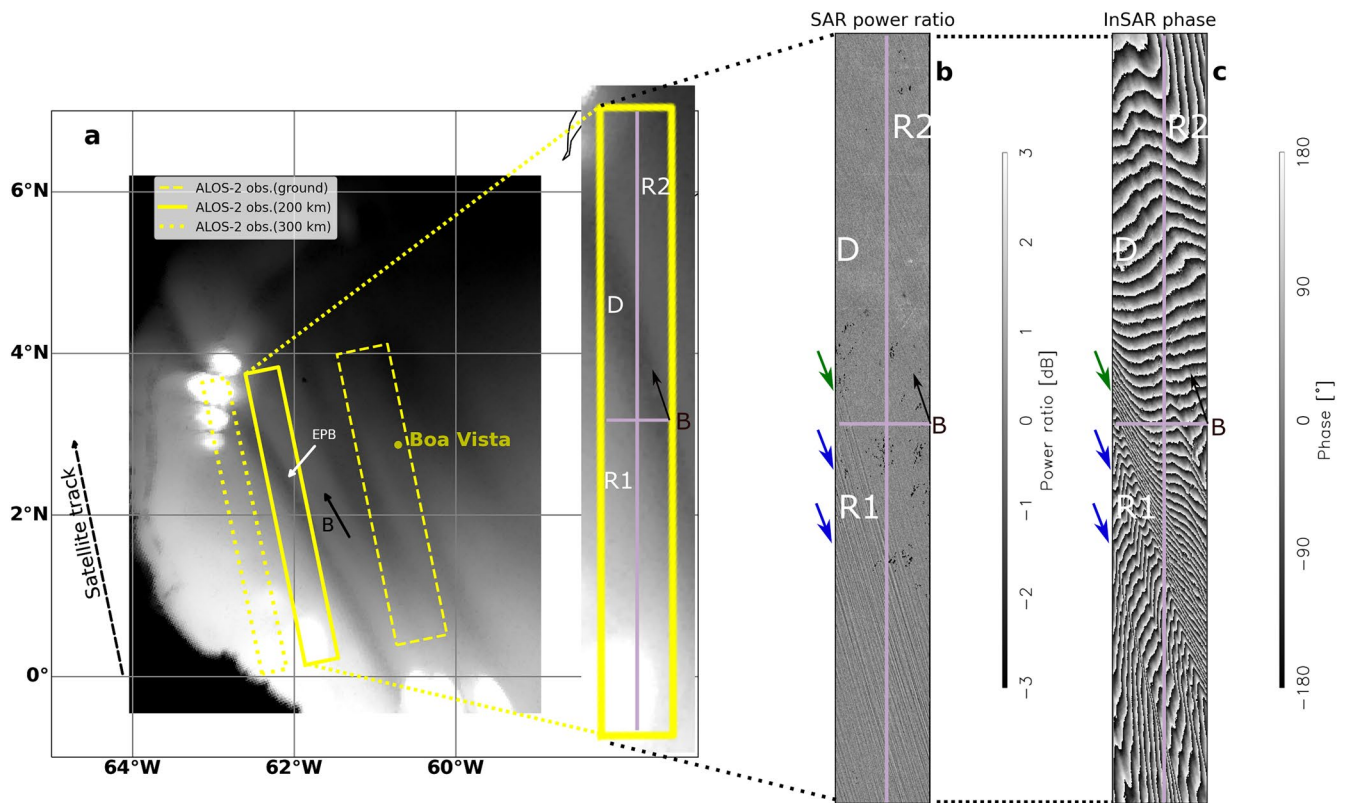 SAR power ratio
InSAR phase
a
b
c
ALOS-2 obs.(ground)
ALOS-2 obs.(200 km)
ALOS-2 obs.(300 km)
6°N
4°N
2°N
0°
64°W
62°W
60°W
Satellite track
EPB
Boa Vista
B
R2
D
R1
B
R2
D
R1
B
3
2
1
0
−1
−2
−3
Power ratio [dB]
R2
D
R1
B
180
90
0
−90
−180
Phase [°]